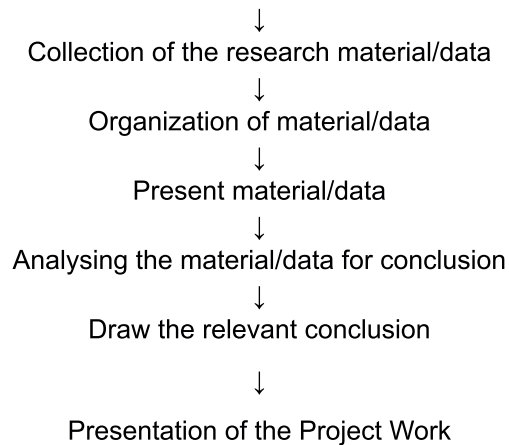 ↓
Collection of the research material/data
↓
Organization of material/data
↓
Present material/data
↓
Analysing the material/data for conclusion
↓
Draw the relevant conclusion
↓
Presentation of the Project Work